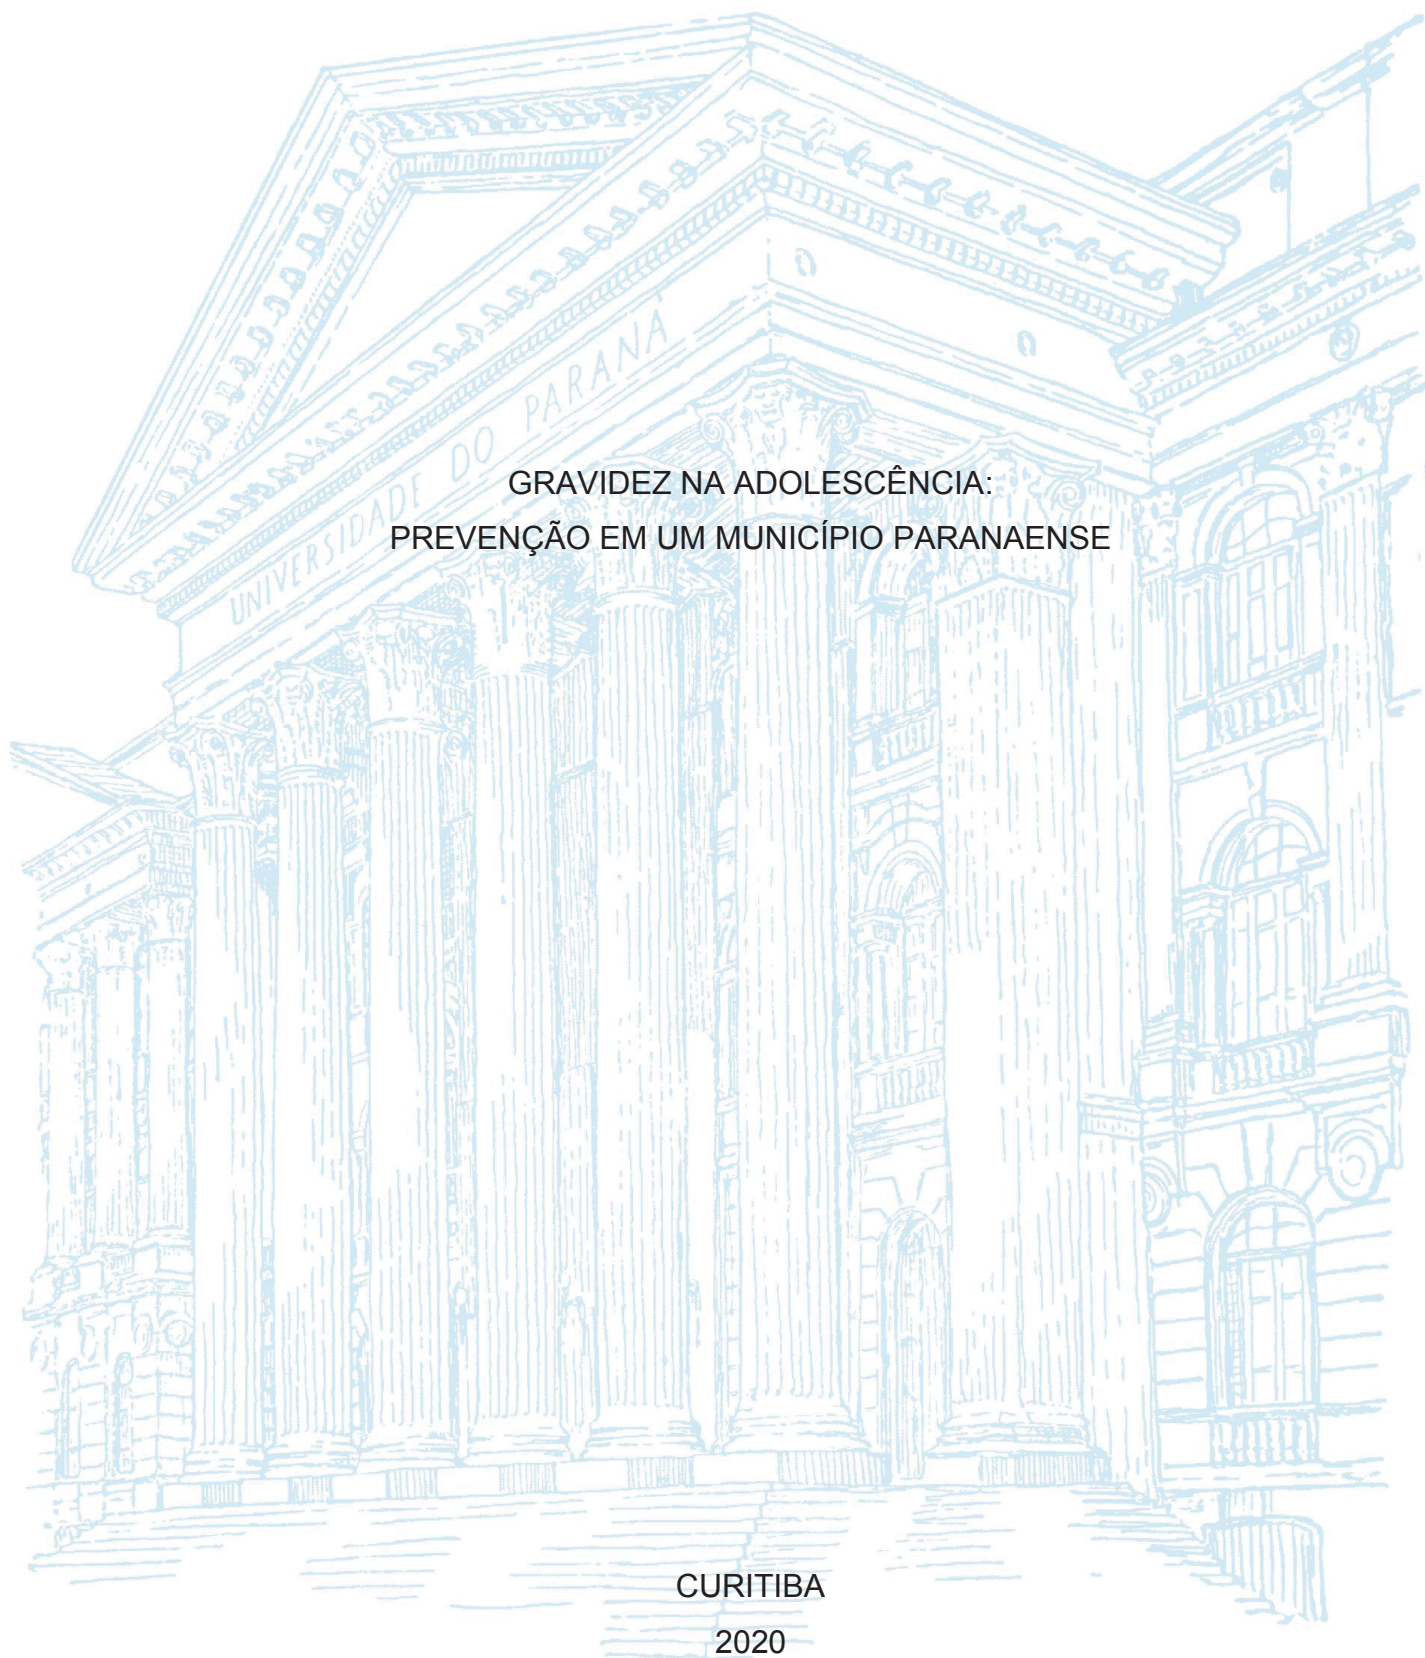 UNIVERSIDADE DO PARANÁ
GRAVIDEZ NA ADOLESCÊNCIA:
PREVENÇÃO EM UM MUNICÍPIO PARANAENSE
CURITIBA
2020